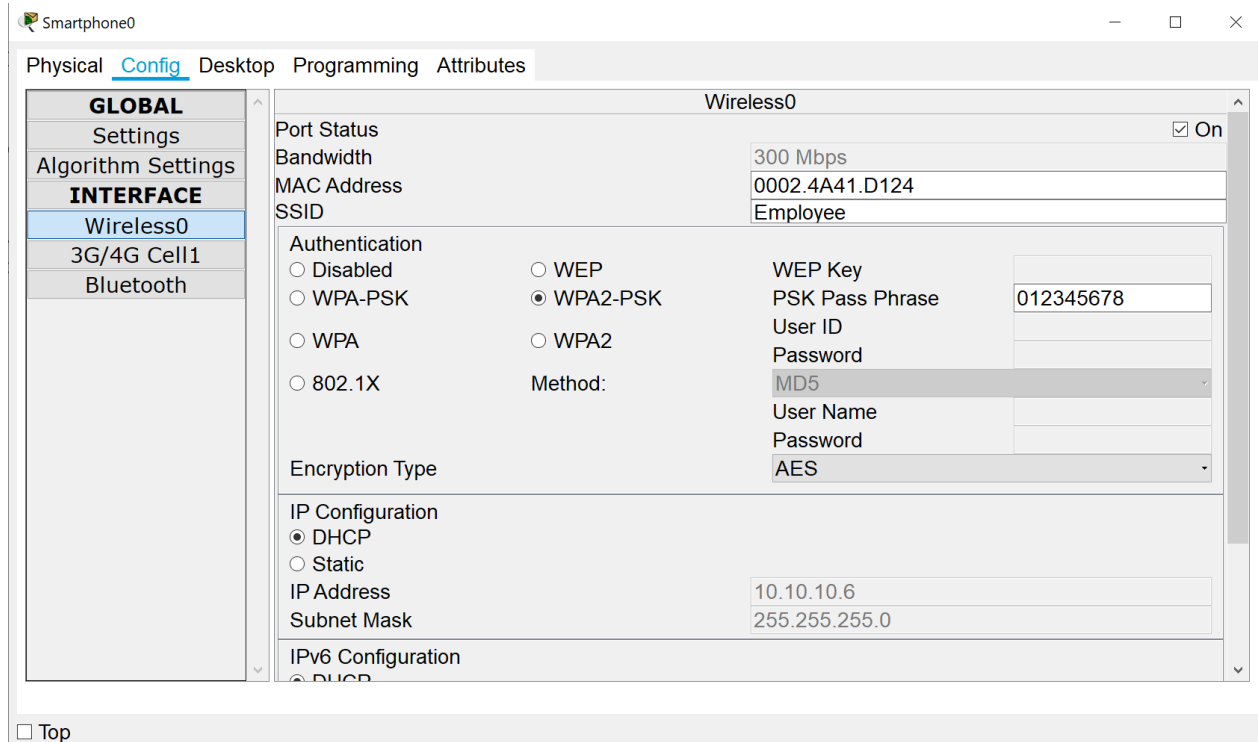 Smartphone0
Physical Config Desktop Programming Attributes
GLOBAL
Settings
Algorithm Settings
INTERFACE
Wireless0
3G/4G Cell1
Bluetooth
Wireless0
Port Status On
Bandwidth 300 Mbps
MAC Address 0002.4A41.D124
SSID Employee
Authentication
Disabled WEP WEP Key
WPA-PSK WPA2-PSK PSK Pass Phrase 012345678
User ID
WPA WPA2
Password
802.1X Method: MD5
User Name
Password
Encryption Type AES
IP Configuration
DHCP
Static
IP Address 10.10.10.6
Subnet Mask 255.255.255.0
IPv6 Configuration
DHCP
Top